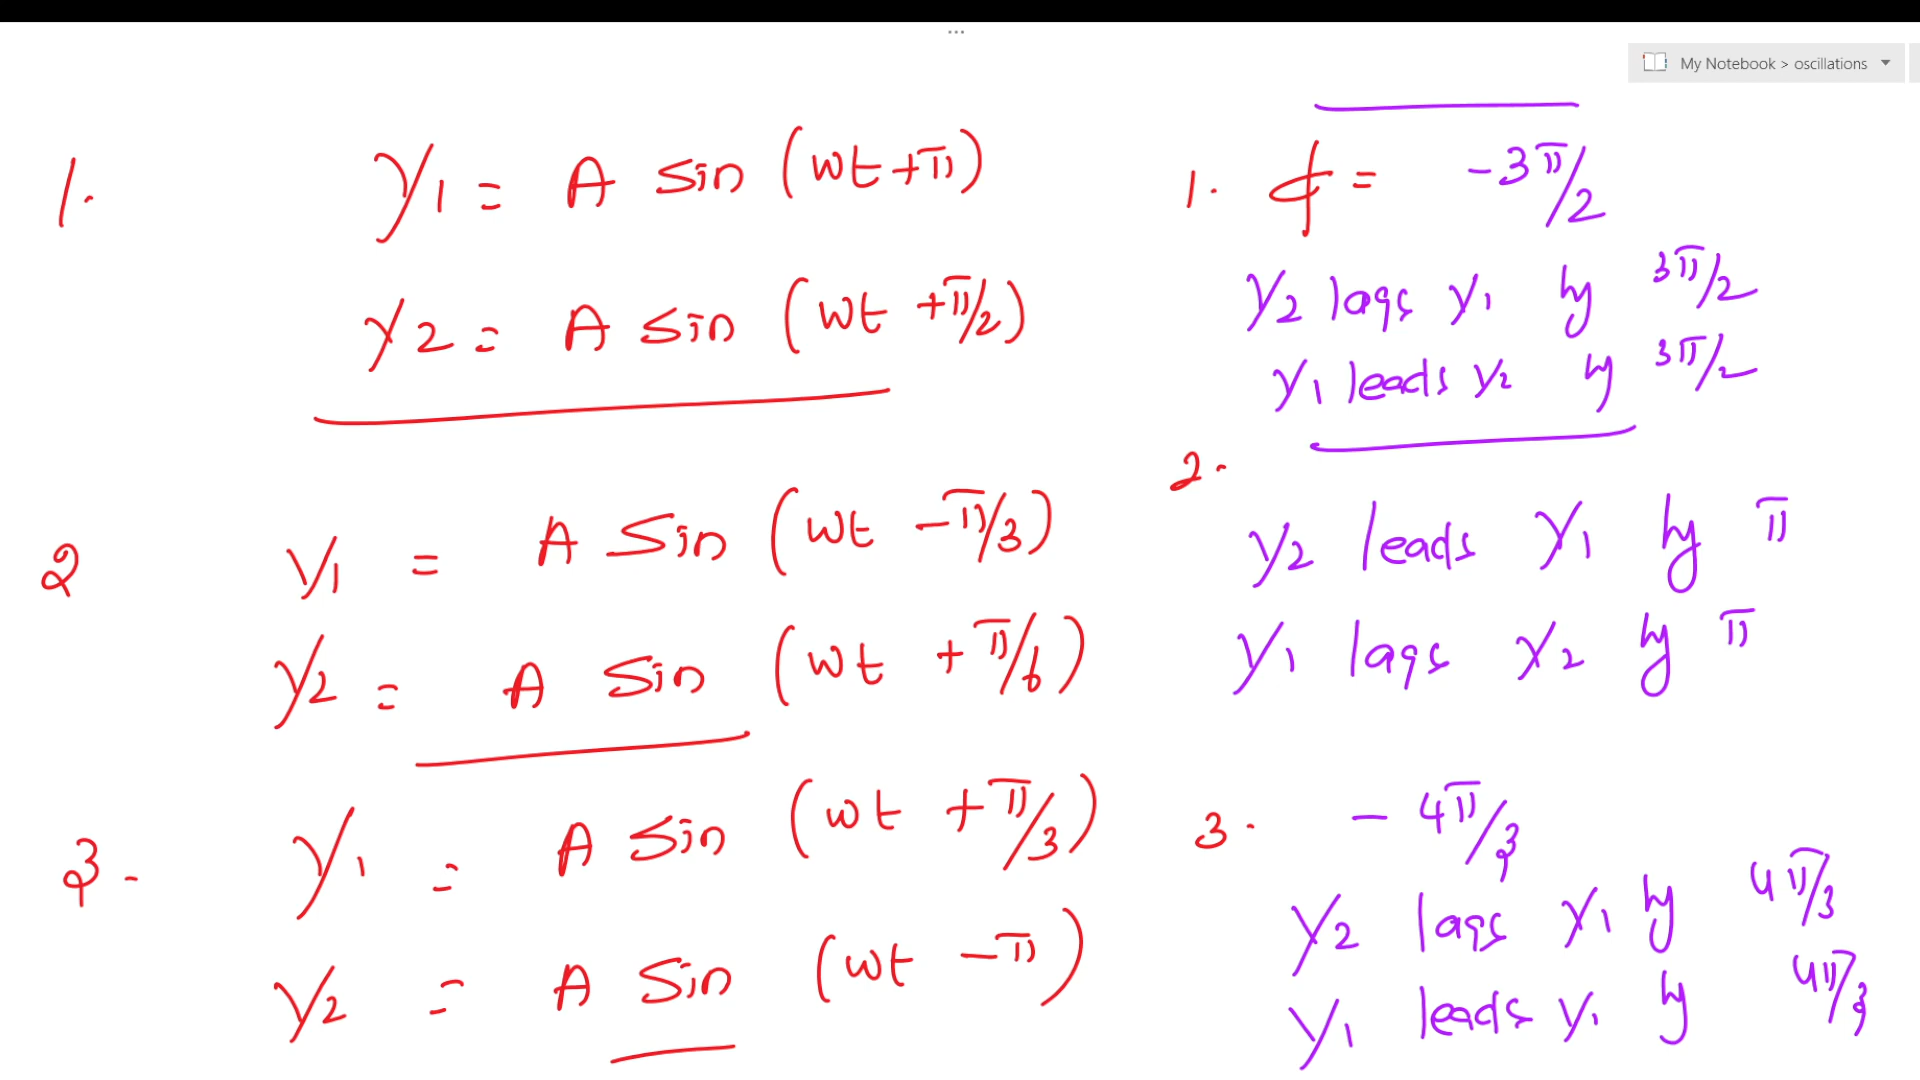 My Notebook > oscillations
1. y1 = A sin (wt + π)
y2 = A sin (wt + π/2)
2 y1 = A sin (wt - π/3)
y2 = A sin (wt + π/6)
3. y1 = A sin (wt + π/3)
y2 = A sin (wt - π)
1. ϕ = -3π/2
y2 lags y1 by 3π/2
y1 leads y2 by 3π/2
2.
y2 leads y1 by π
y1 lags y2 by π
3. - 4π/3
y2 lags y1 by 4π/3
y1 leads y1 by 4π/3